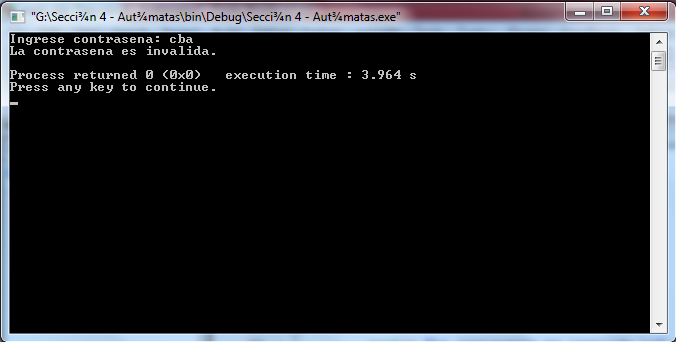 "G:\Secci¾n 4 - Aut¾matas\bin\Debug\Secci¾n 4 - Aut¾matas.exe"
Ingrese contrasena: cba
La contrasena es invalida.
Process returned 0 (0x0)   execution time : 3.964 s
Press any key to continue.